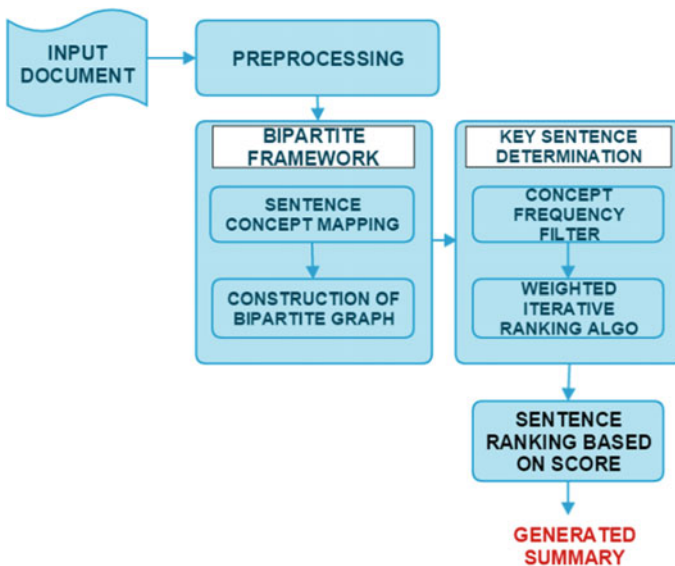 INPUT
DOCUMENT
PREPROCESSING
BIPARTITE
FRAMEWORK
SENTENCE
CONCEPT MAPPING
CONSTRUCTION OF
BIPARTITE GRAPH
KEY SENTENCE
DETERMINATION
CONCEPT
FREQUENCY
FILTER
WEIGHTED
ITERATIVE
RANKING ALGO
SENTENCE
RANKING BASED
ON SCORE
GENERATED
SUMMARY